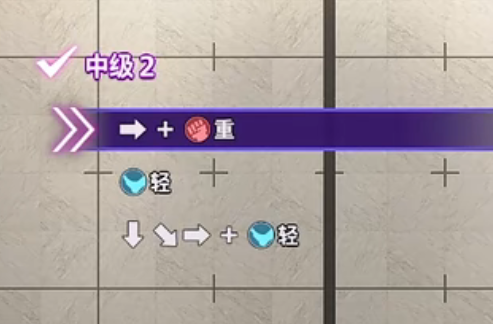 中级2
➡ + 重
轻
⬇↘➡ + 轻